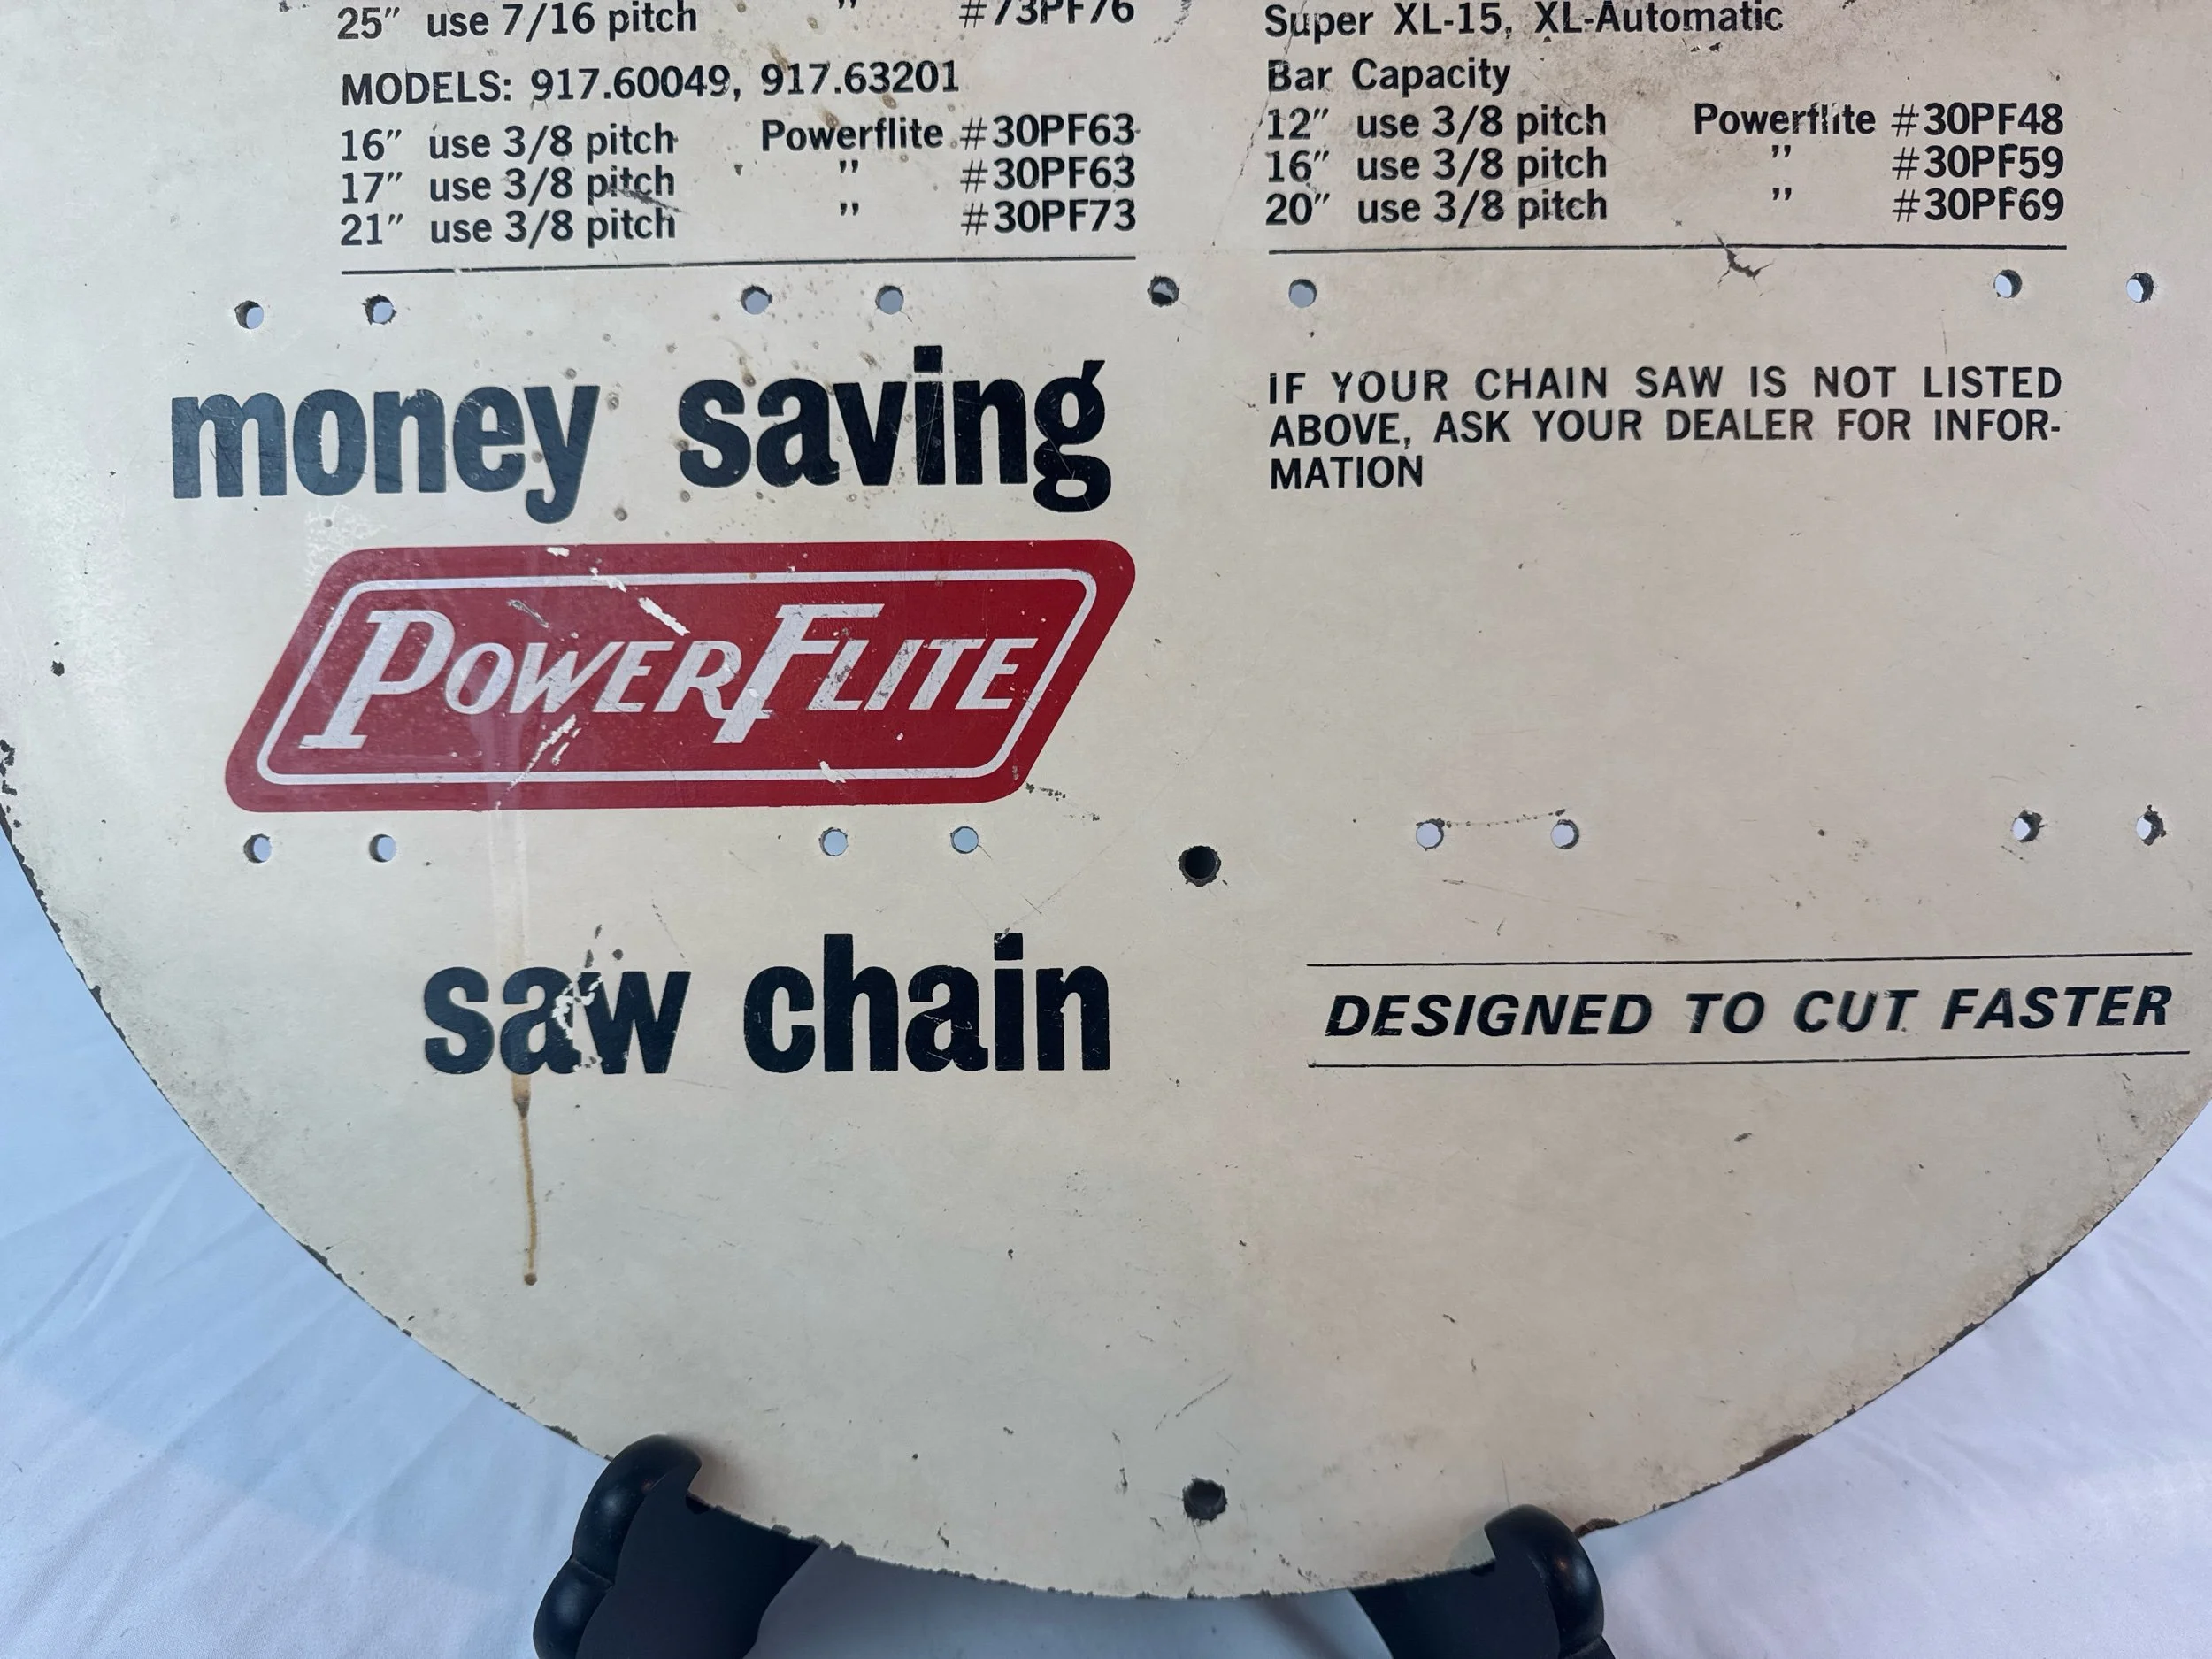 25" use 7/16 pitch " #73PF76
MODELS: 917.60049, 917.63201
16" use 3/8 pitch Powerflite #30PF63
17" use 3/8 pitch " #30PF63
21" use 3/8 pitch " #30PF73
Super XL-15, XL-Automatic
Bar Capacity
12" use 3/8 pitch Powerflite #30PF48
16" use 3/8 pitch " #30PF59
20" use 3/8 pitch " #30PF69
money saving
POWERFLITE
saw chain
IF YOUR CHAIN SAW IS NOT LISTED
ABOVE, ASK YOUR DEALER FOR INFOR-
MATION
DESIGNED TO CUT FASTER